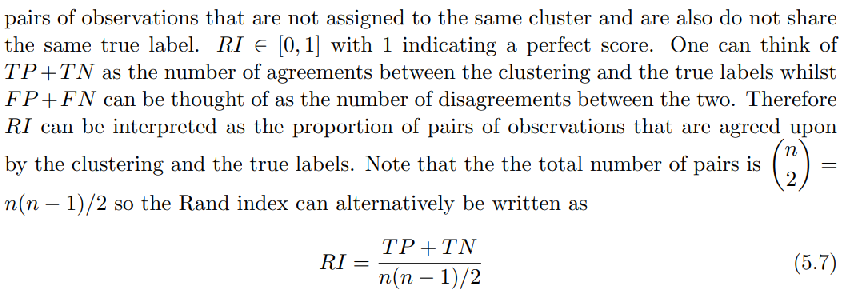 pairs of observations that are not assigned to the same cluster and are also do not share
the same true label. RI ∈ [0, 1] with 1 indicating a perfect score. One can think of
TP + TN as the number of agreements between the clustering and the true labels whilst
FP + FN can be thought of as the number of disagreements between the two. Therefore
RI can be interpreted as the proportion of pairs of observations that are agreed upon
by the clustering and the true labels. Note that the the total number of pairs is (n 2) =
n(n − 1)/2 so the Rand index can alternatively be written as
RI = (TP + TN) / (n(n − 1)/2) (5.7)